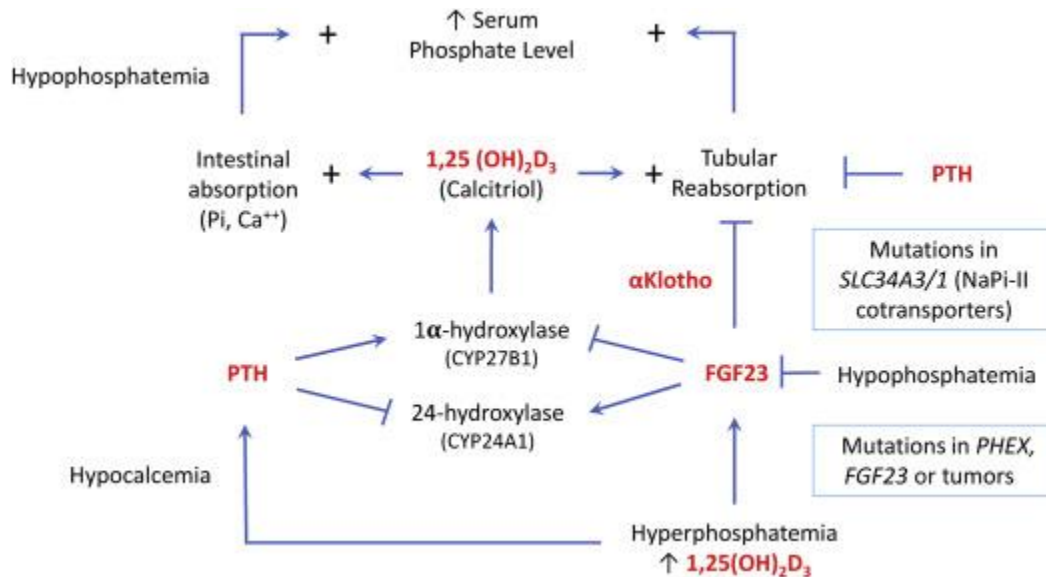 ↑ Serum
Phosphate Level
+
+
Hypophosphatemia
Intestinal
absorption
(Pi, Ca⁺⁺)
+
1,25 (OH)₂D₃
(Calcitriol)
+
Tubular
Reabsorption
PTH
Mutations in
SLC34A3/1 (NaPi-II
cotransporters)
αKlotho
1α-hydroxylase
(CYP27B1)
PTH
FGF23
Hypophosphatemia
24-hydroxylase
(CYP24A1)
Mutations in PHEX,
FGF23 or tumors
Hypocalcemia
Hyperphosphatemia
↑ 1,25(OH)₂D₃